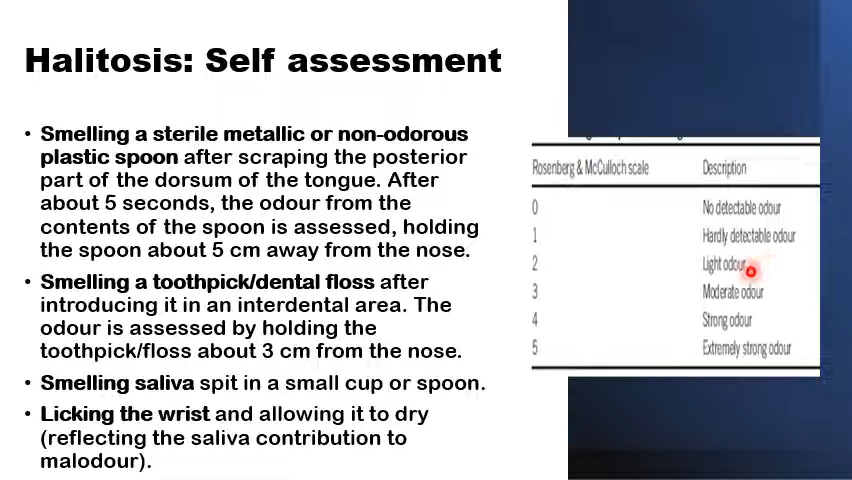 Halitosis: Self assessment
• Smelling a sterile metallic or non-odorous
plastic spoon after scraping the posterior
part of the dorsum of the tongue. After
about 5 seconds, the odour from the
contents of the spoon is assessed, holding
the spoon about 5 cm away from the nose.
• Smelling a toothpick/dental floss after
introducing it in an interdental area. The
odour is assessed by holding the
toothpick/floss about 3 cm from the nose.
• Smelling saliva spit in a small cup or spoon.
• Licking the wrist and allowing it to dry
(reflecting the saliva contribution to
malodour).
Rosenberg & McCulloch scale Description
0 No detectable odour
1 Hardly detectable odour
2 Light odour
3 Moderate odour
4 Strong odour
5 Extremely strong odour